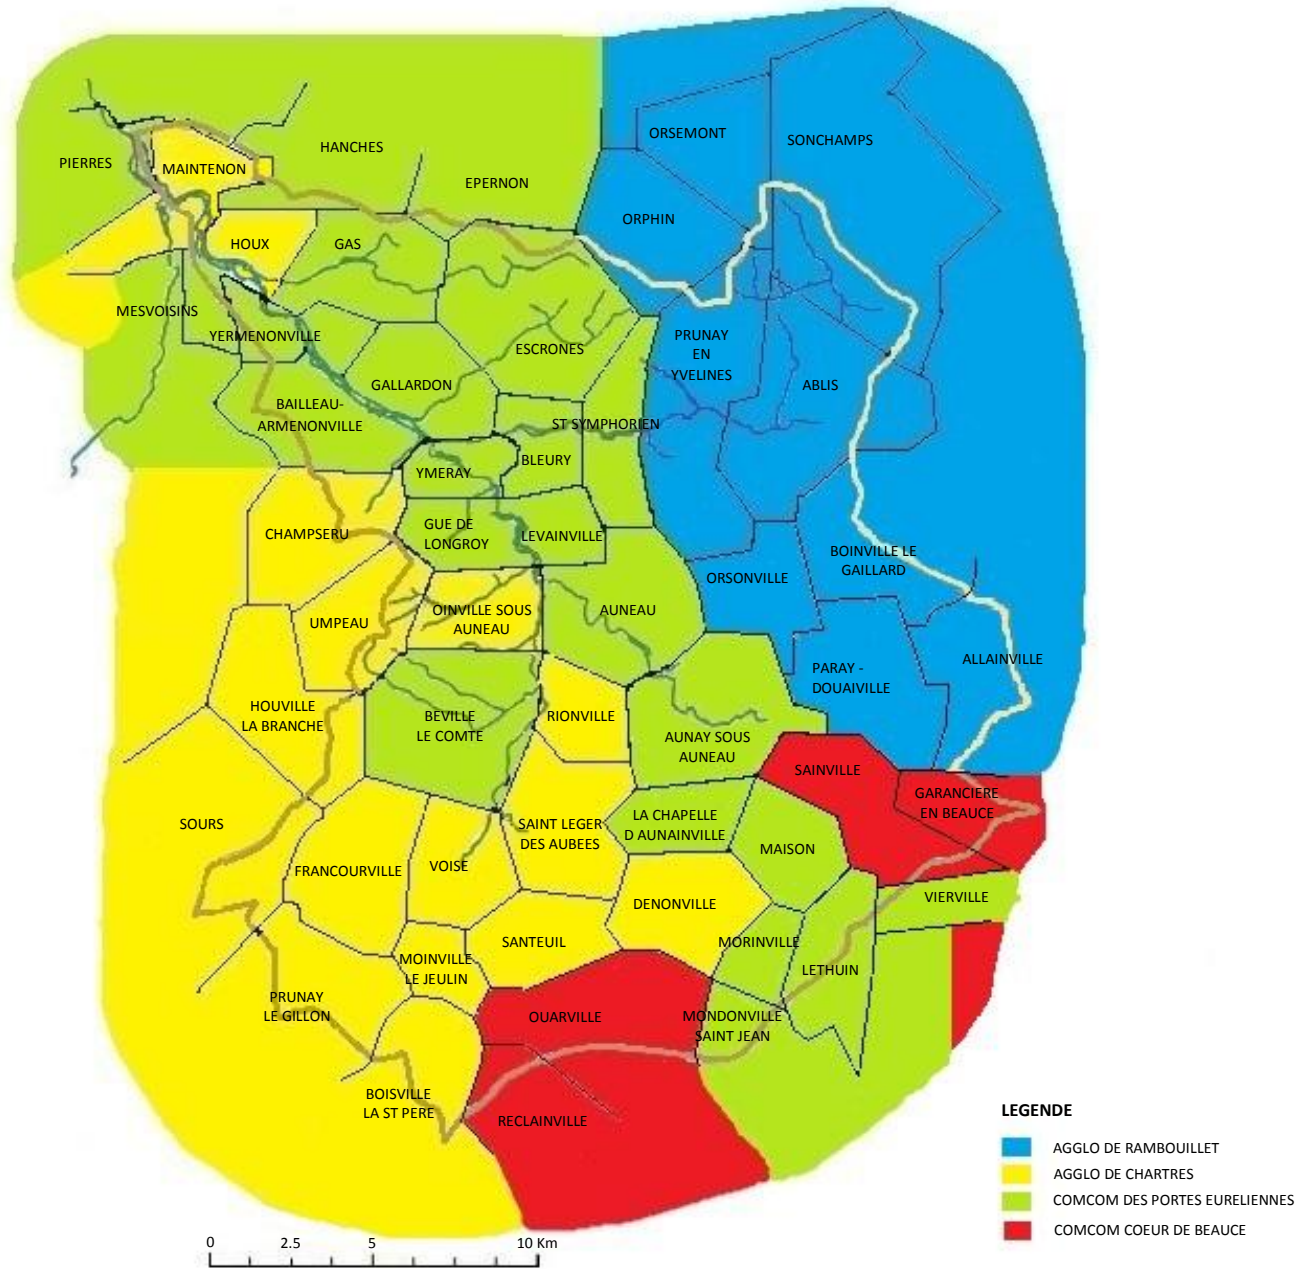 ORSEMONT
SONCHAMPS
HANCHES
PIERRES
MAINTENON
EPERNON
ORPHIN
HOUX
GAS
MESVOISINS
YERMENONVILLE
PRUNAY
EN
YVELINES
ESCRONES
GALLARDON
ABLIS
BAILLEAU-
ARMENONVILLE
ST SYMPHORIEN
BLEURY
YMERAY
CHAMPSERU
GUE DE
LONGROY
LEVAINVILLE
BOINVILLE LE
GAILLARD
ORSONVILLE
OINVILLE SOUS
AUNEAU
AUNEAU
UMPEAU
ALLAINVILLE
PARAY -
DOUAIVILLE
HOUVILLE
LA BRANCHE
BEVILLE
LE COMTE
RIONVILLE
AUNAY SOUS
AUNEAU
SAINVILLE
GARANCIERE
EN BEAUCE
SOURS
SAINT LEGER
DES AUBEES
LA CHAPELLE
D AUNAINVILLE
MAISON
FRANCOURVILLE
VOISE
VIERVILLE
DENONVILLE
SANTEUIL
MORINVILLE
LETHUIN
MOINVILLE
LE JEULIN
PRUNAY
LE GILLON
OUARVILLE
MONDONVILLE
SAINT JEAN
BOISVILLE
LA ST PERE
RECLAINVILLE
LEGENDE
AGGLO DE RAMBOUILLET
AGGLO DE CHARTRES
COMCOM DES PORTES EURELIENNES
COMCOM COEUR DE BEAUCE
0 2.5 5 10 Km